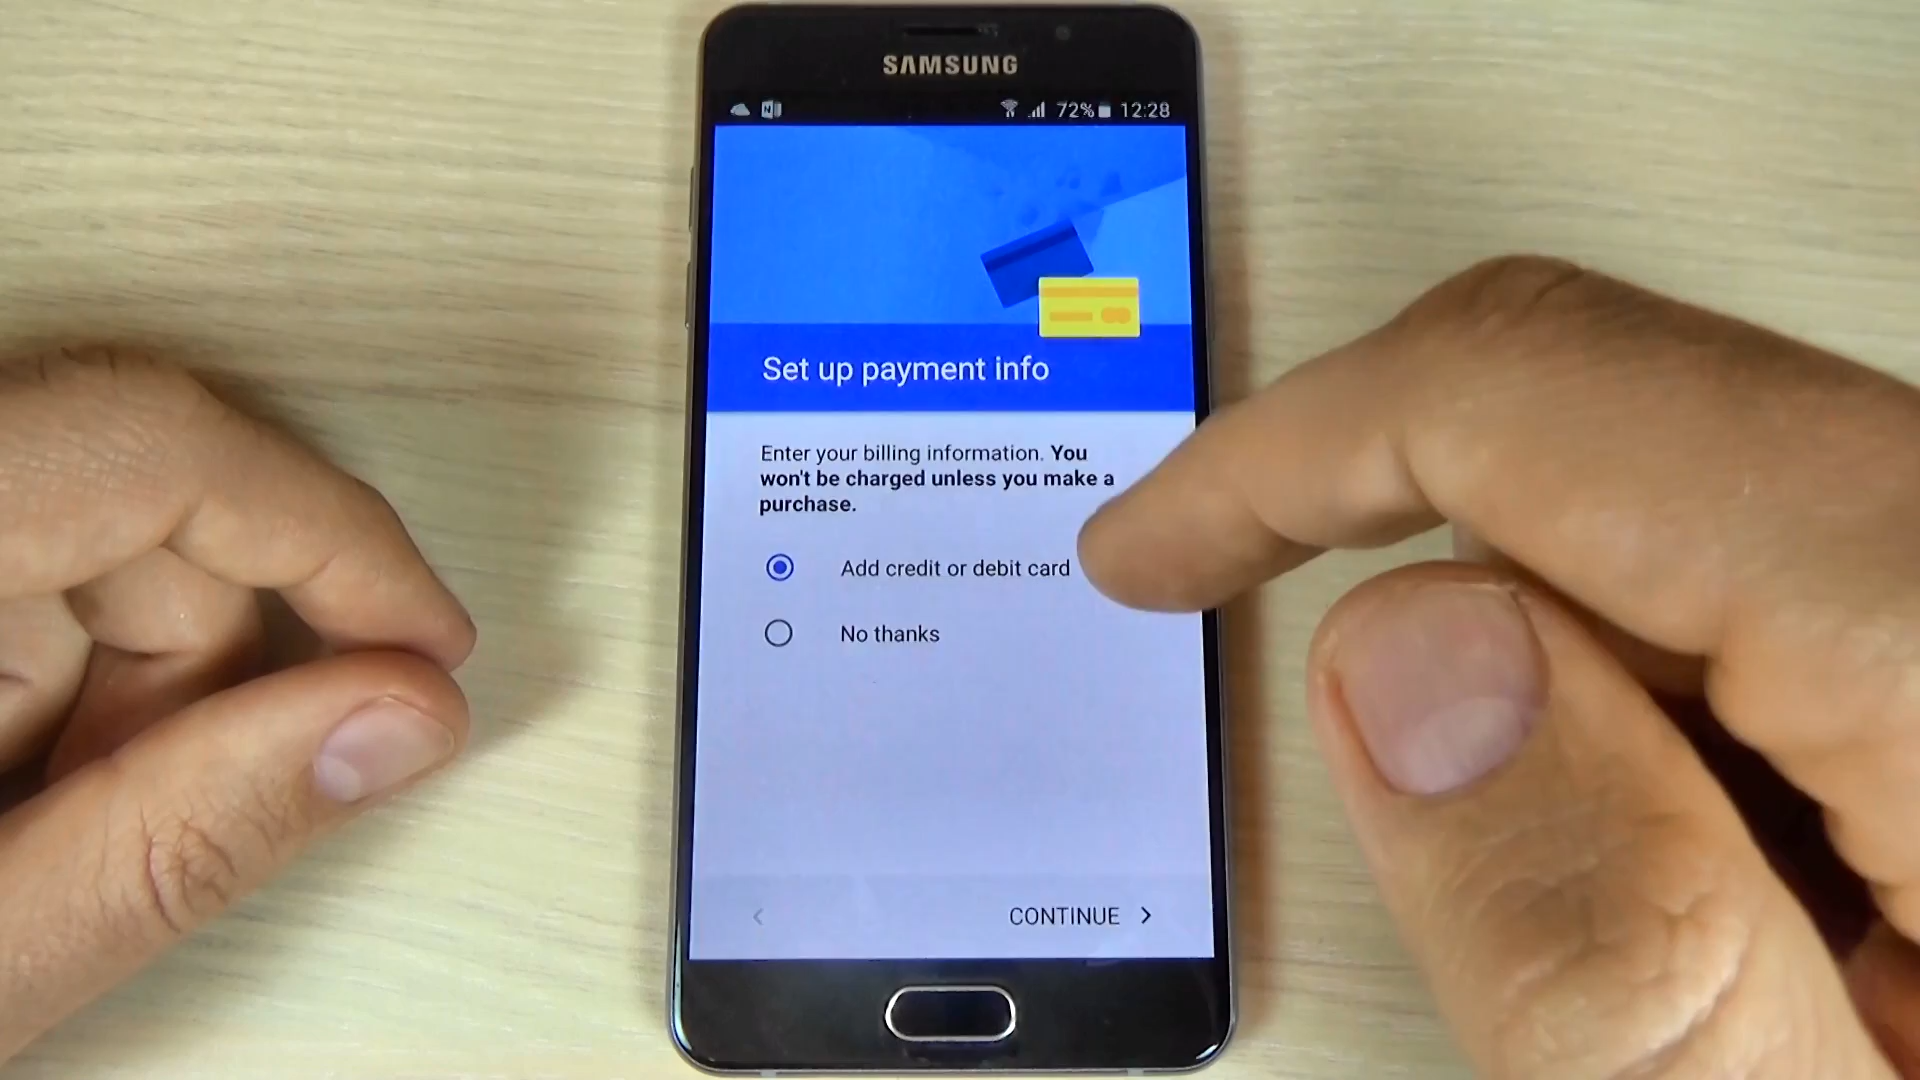 SAMSUNG
N 72% 12:28
Set up payment info
Enter your billing information. You
won't be charged unless you make a
purchase.
Add credit or debit card
No thanks
CONTINUE